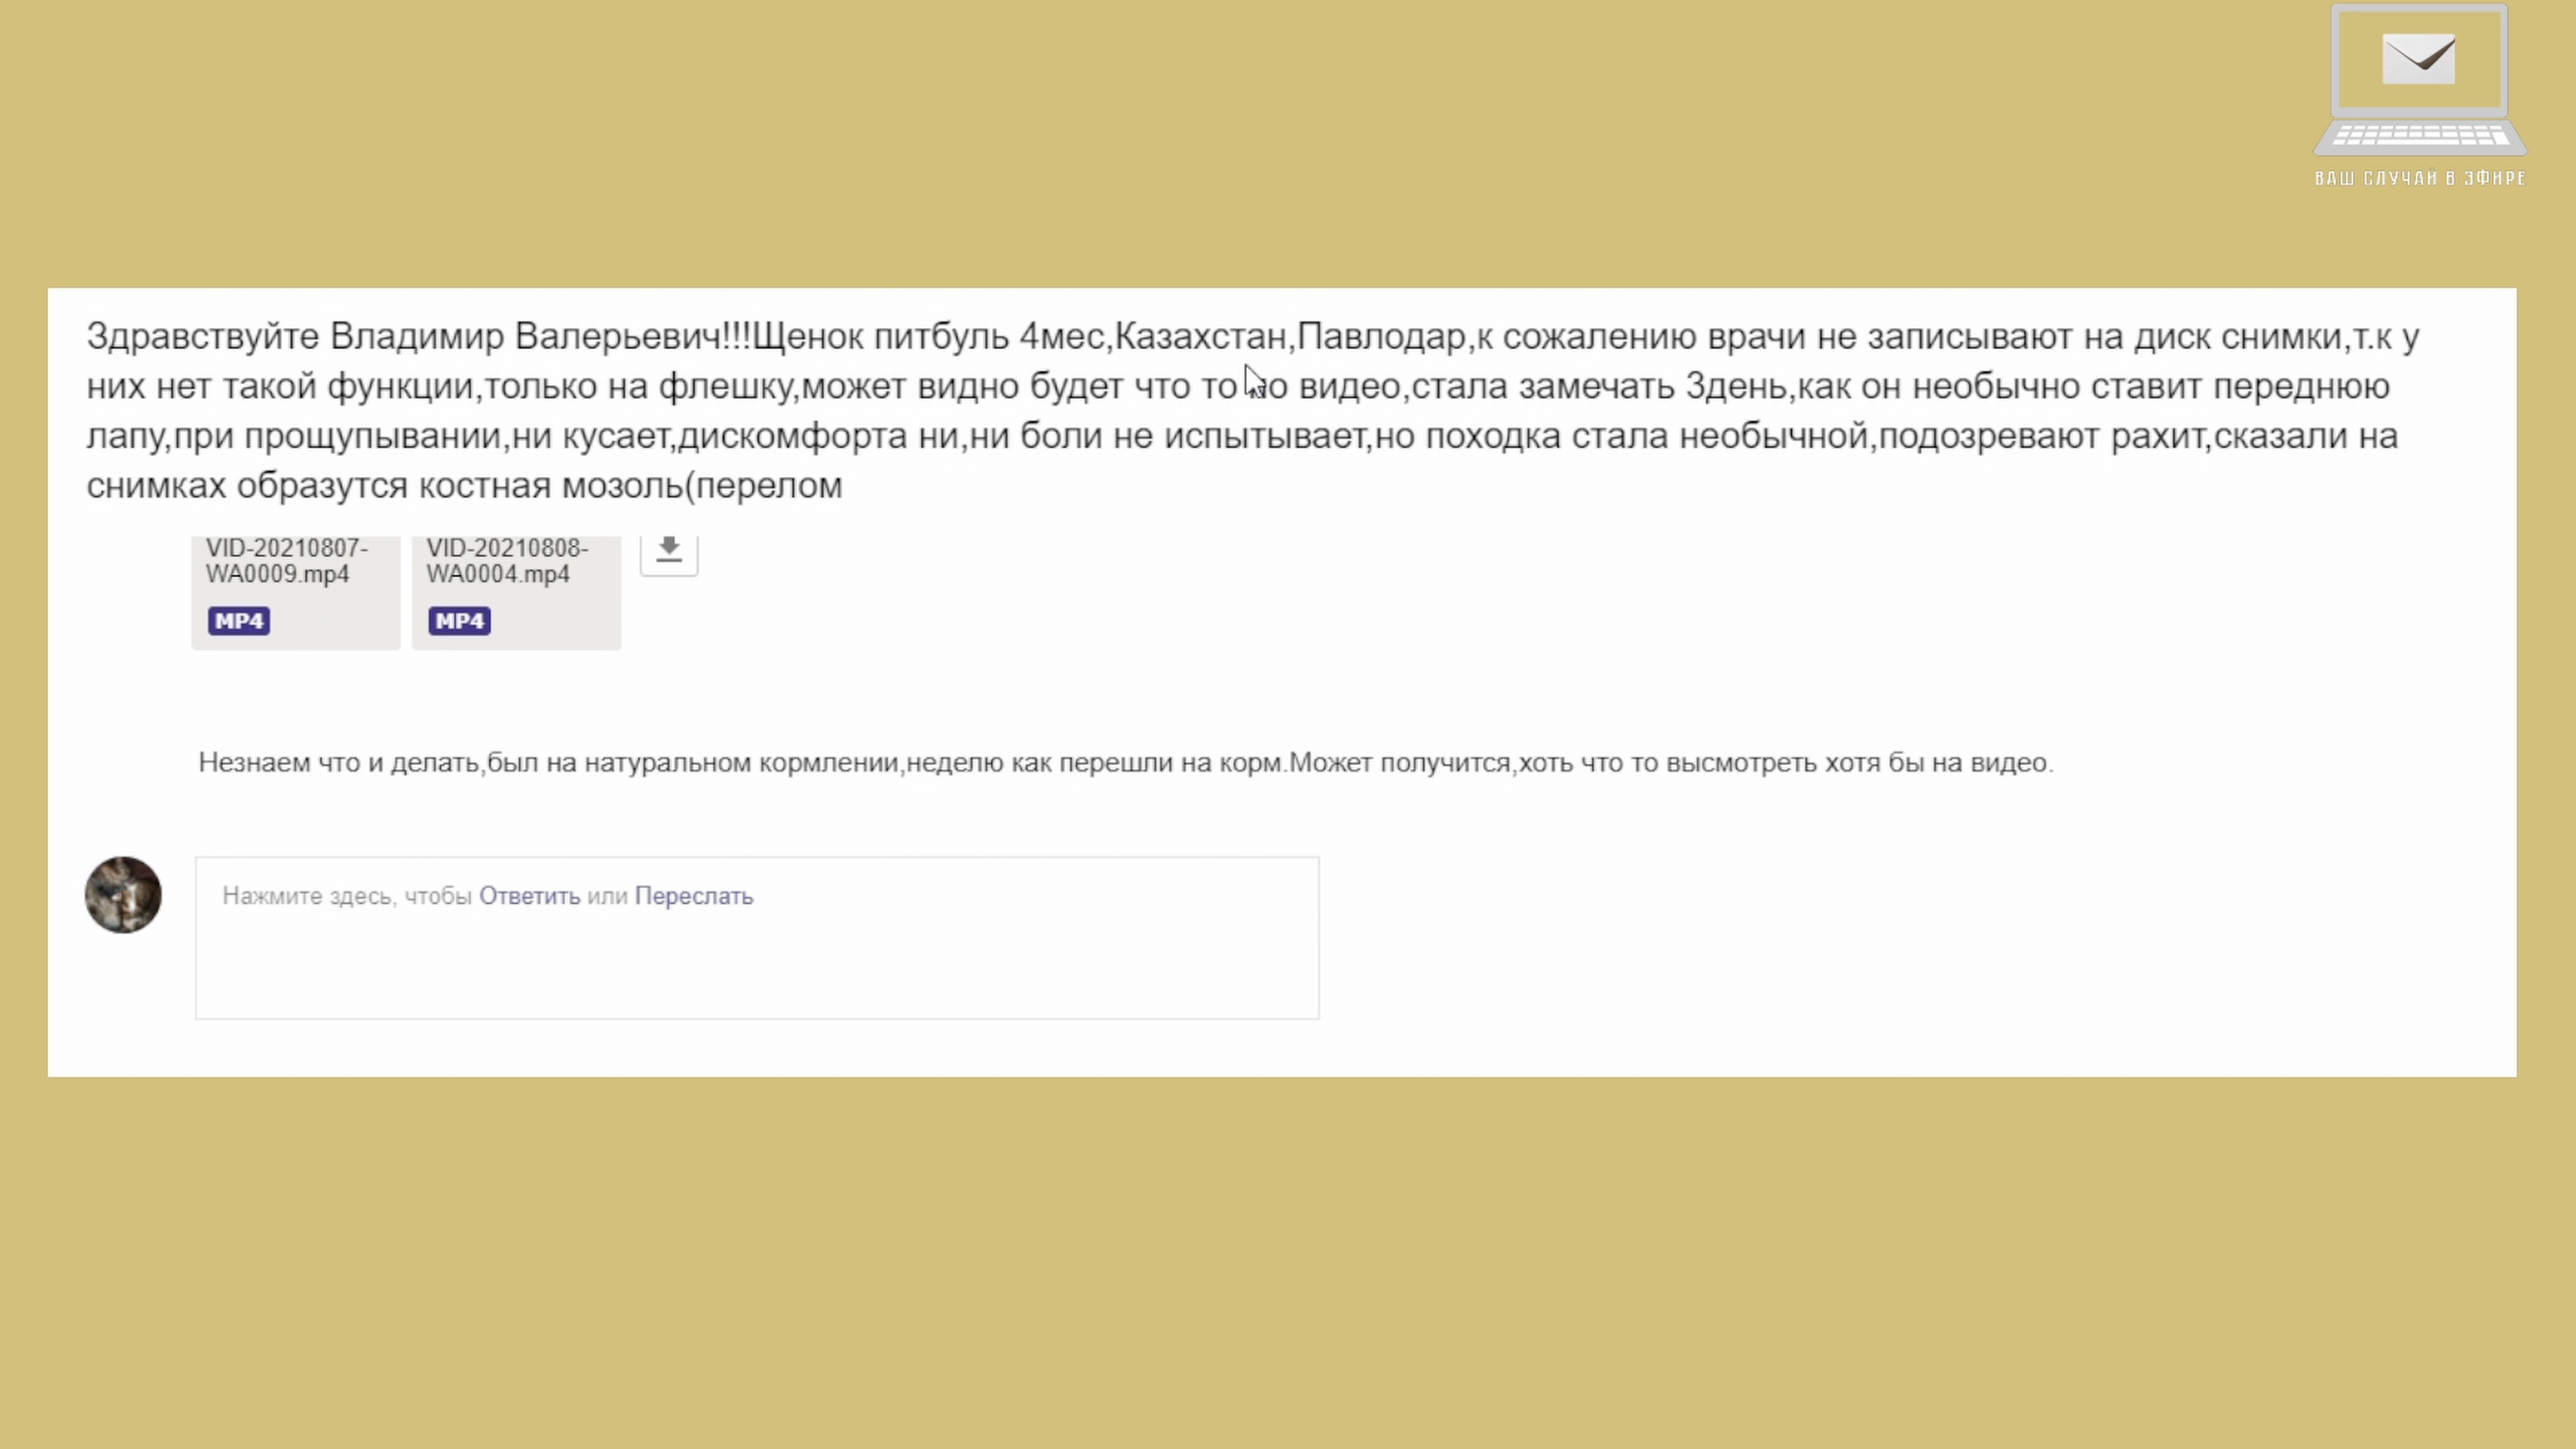 ВАШ СЛУЧАЙ В ЭФИРЕ
Здравствуйте Владимир Валерьевич!!!Щенок питбуль 4мес,Казахстан,Павлодар,к сожалению врачи не записывают на диск снимки,т.к у
них нет такой функции,только на флешку,может видно будет что то но видео,стала замечать 3день,как он необычно ставит переднюю
лапу,при прощупывании,ни кусает,дискомфорта ни,ни боли не испытывает,но походка стала необычной,подозревают рахит,сказали на
снимках образутся костная мозоль(перелом
VID-20210807-
WA0009.mp4
MP4
VID-20210808-
WA0004.mp4
MP4
Незнаем что и делать,был на натуральном кормлении,неделю как перешли на корм.Может получится,хоть что то высмотреть хотя бы на видео.
Нажмите здесь, чтобы Ответить или Переслать